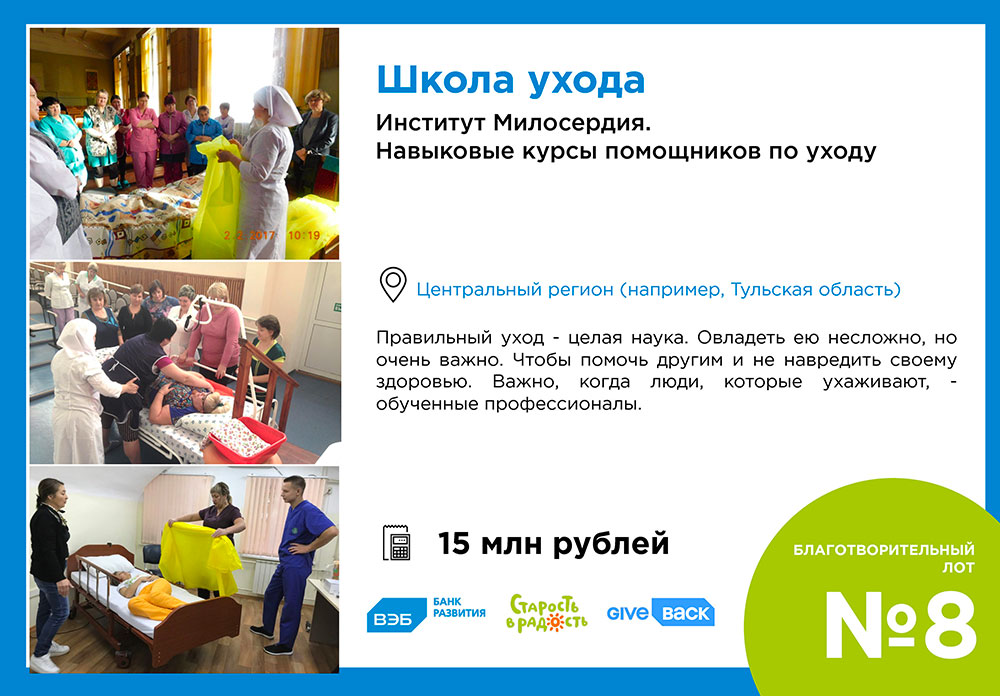 Школа ухода
Институт Милосердия.
Навыковые курсы помощников по уходу
2.2.2017 10:19
Центральный регион (например, Тульская область)
Правильный уход - целая наука. Овладеть ею несложно, но
очень важно. Чтобы помочь другим и не навредить своему
здоровью. Важно, когда люди, которые ухаживают, -
обученные профессионалы.
15 млн рублей
ВЭБ БАНК
РАЗВИТИЯ
Старость
в радость
GIVE BACK
БЛАГОТВОРИТЕЛЬНЫЙ
ЛОТ
№8